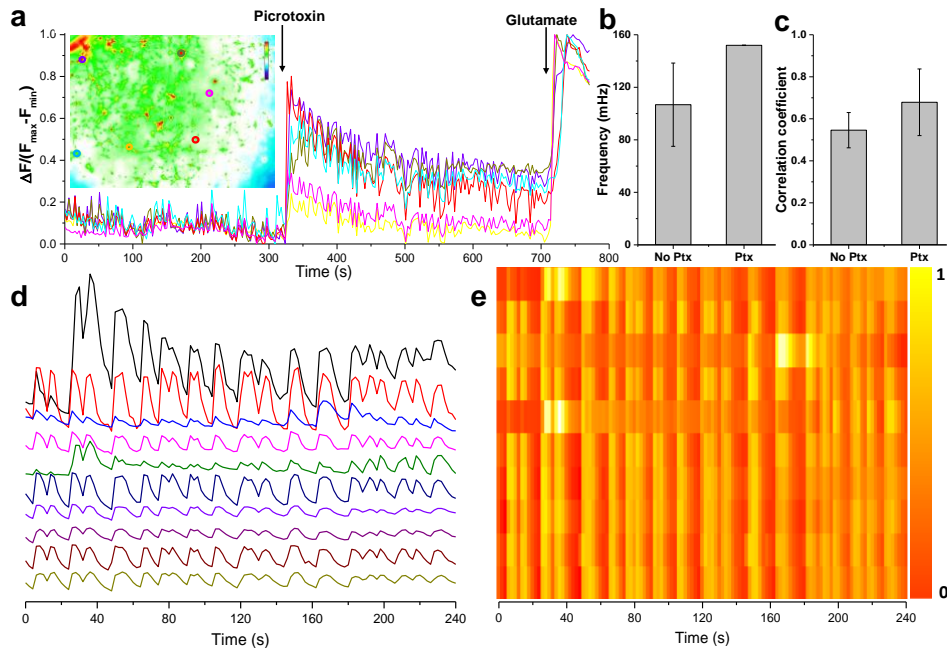 a
Picrotoxin
Glutamate
ΔF/(Fmax-Fmin)
1.0
0.8
0.6
0.4
0.2
0.0
0 100 200 300 400 500 600 700 800
Time (s)
b
Frequency (mHz)
160
120
80
40
0
No Ptx Ptx
c
Correlation coefficient
1.0
0.8
0.6
0.4
0.2
0.0
No Ptx Ptx
d
0 40 80 120 160 200 240
Time (s)
e
1
0
0 40 80 120 160 200 240
Time (s)